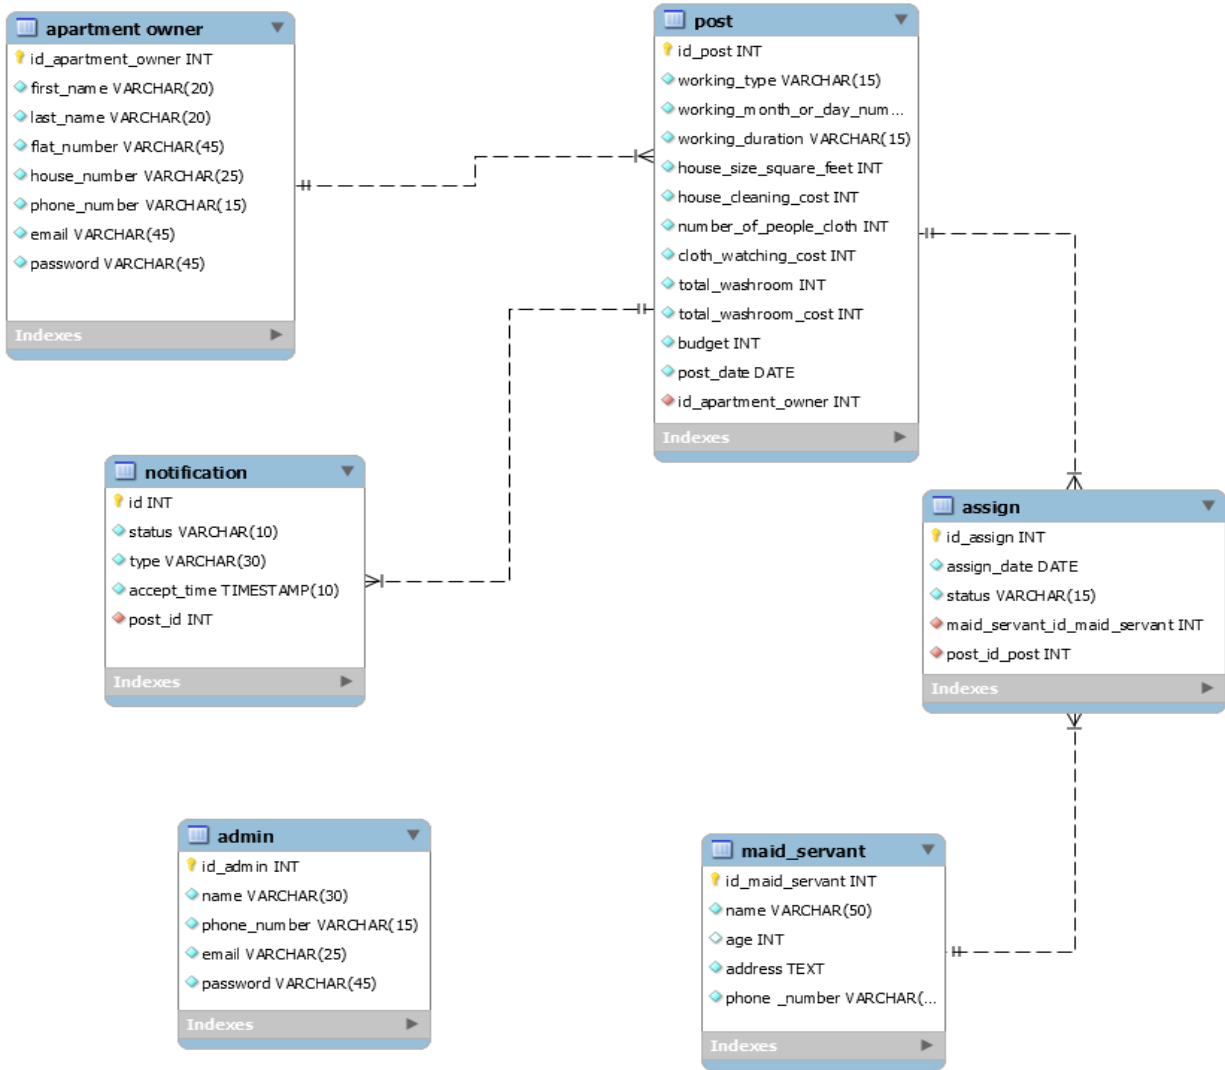 apartment owner
id_apartment_owner INT
first_name VARCHAR(20)
last_name VARCHAR(20)
flat_number VARCHAR(45)
house_number VARCHAR(25)
phone_number VARCHAR(15)
email VARCHAR(45)
password VARCHAR(45)
Indexes
post
id_post INT
working_type VARCHAR(15)
working_month_or_day_num...
working_duration VARCHAR(15)
house_size_square_feet INT
house_cleaning_cost INT
number_of_people_cloth INT
cloth_watching_cost INT
total_washroom INT
total_washroom_cost INT
budget INT
post_date DATE
id_apartment_owner INT
Indexes
notification
id INT
status VARCHAR(10)
type VARCHAR(30)
accept_time TIMESTAMP(10)
post_id INT
Indexes
assign
id_assign INT
assign_date DATE
status VARCHAR(15)
maid_servant_id_maid_servant INT
post_id_post INT
Indexes
admin
id_admin INT
name VARCHAR(30)
phone_number VARCHAR(15)
email VARCHAR(25)
password VARCHAR(45)
Indexes
maid_servant
id_maid_servant INT
name VARCHAR(50)
age INT
address TEXT
phone _number VARCHAR(...
Indexes